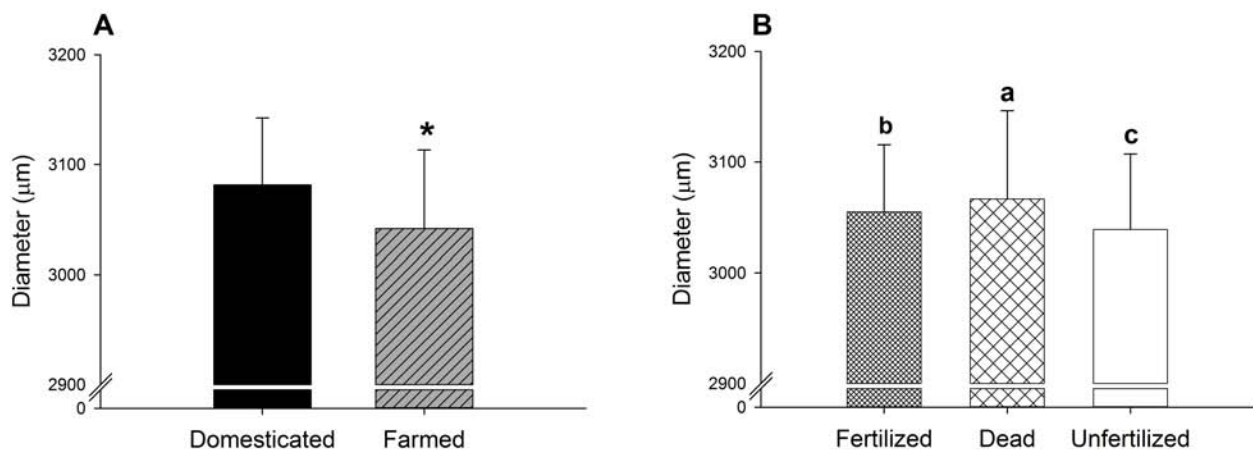 A
Diameter (μm)
3200
3100
3000
2900
0
*
Domesticated Farmed
B
Diameter (μm)
3200
3100
3000
2900
0
b a c
Fertilized Dead Unfertilized